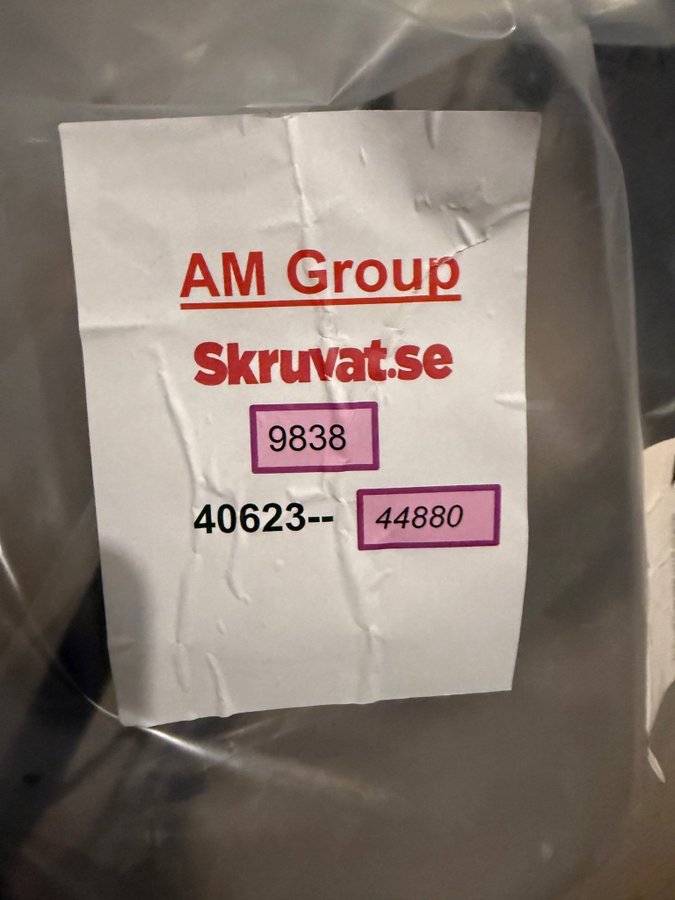 AM Group
Skruvat.se
9838
40623-- 44880